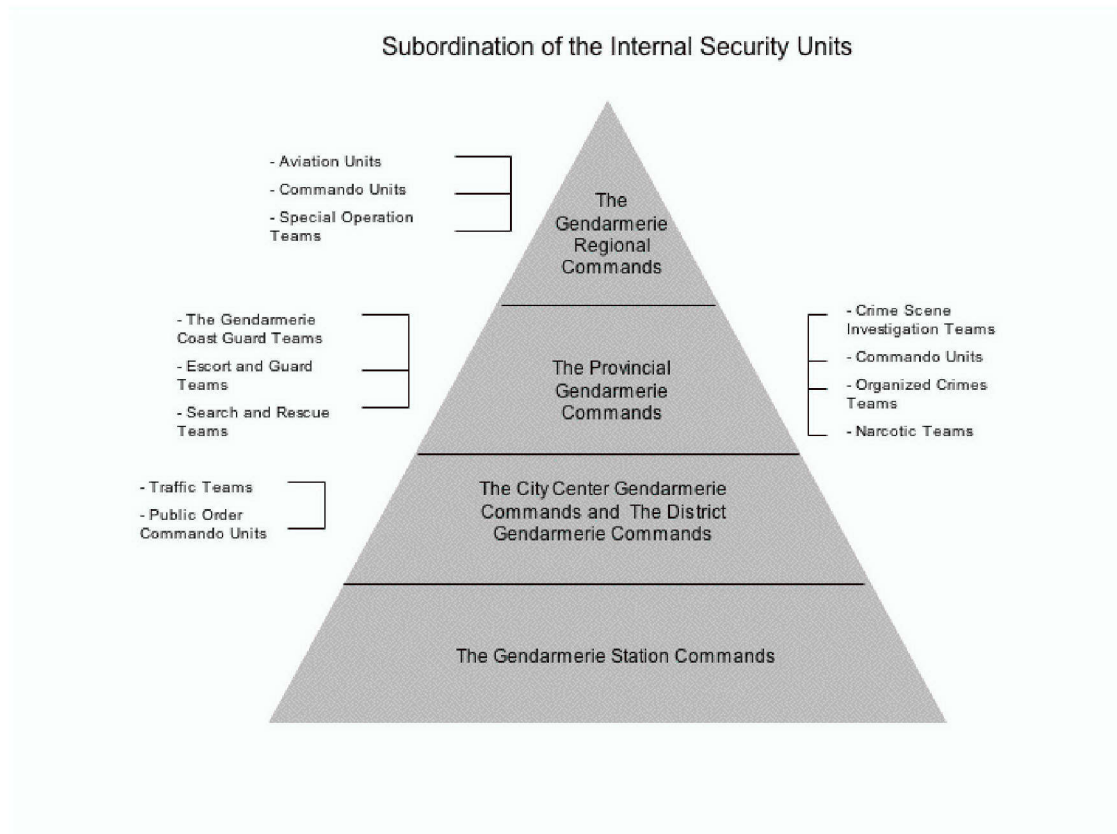 Subordination of the Internal Security Units
- Aviation Units
- Commando Units
- Special Operation
Teams
The
Gendarmerie
Regional
Commands
- The Gendarmerie
Coast Guard Teams
- Escort and Guard
Teams
- Search and Rescue
Teams
The Provincial
Gendarmerie
Commands
- Crime Scene
Investigation Teams
- Commando Units
- Organized Crimes
Teams
- Narcotic Teams
- Traffic Teams
- Public Order
Commando Units
The City Center Gendarmerie
Commands and The District
Gendarmerie Commands
The Gendarmerie Station Commands